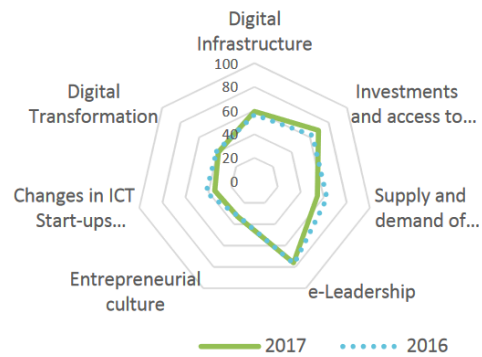 Digital
Infrastructure
100
80
60
40
20
0
Investments
and access to...
Supply and
demand of...
e-Leadership
Entrepreneurial
culture
Changes in ICT
Start-ups...
Digital
Transformation
2017
2016